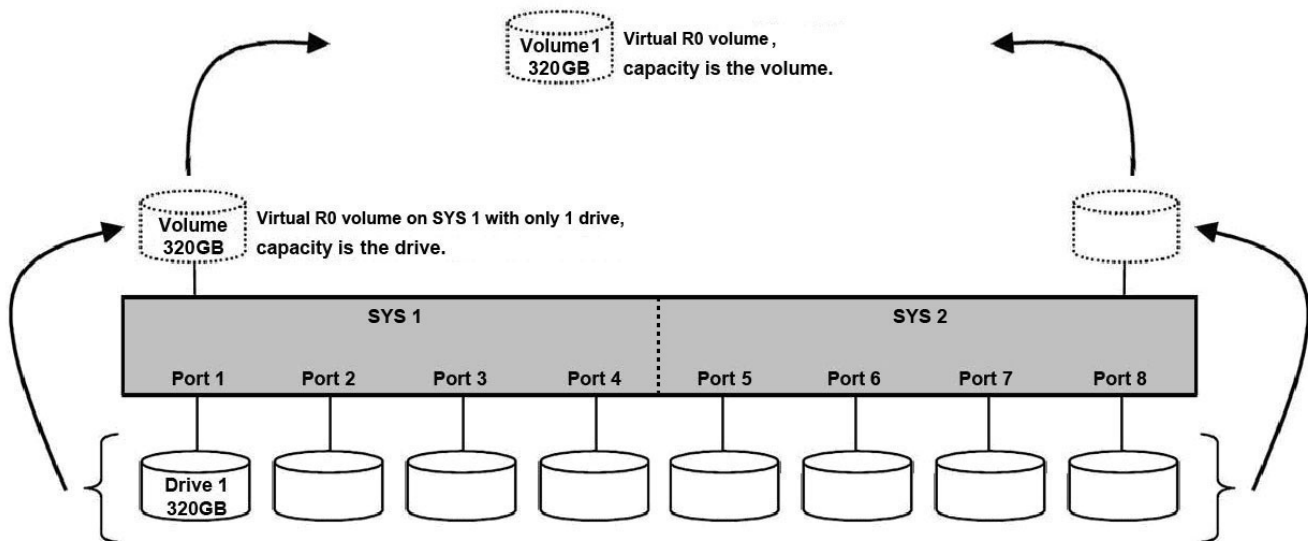 Volume1
320GB
Virtual R0 volume,
capacity is the volume.
Volume
320GB
Virtual R0 volume on SYS 1 with only 1 drive,
capacity is the drive.
SYS 1
SYS 2
Port 1
Port 2
Port 3
Port 4
Port 5
Port 6
Port 7
Port 8
Drive 1
320GB